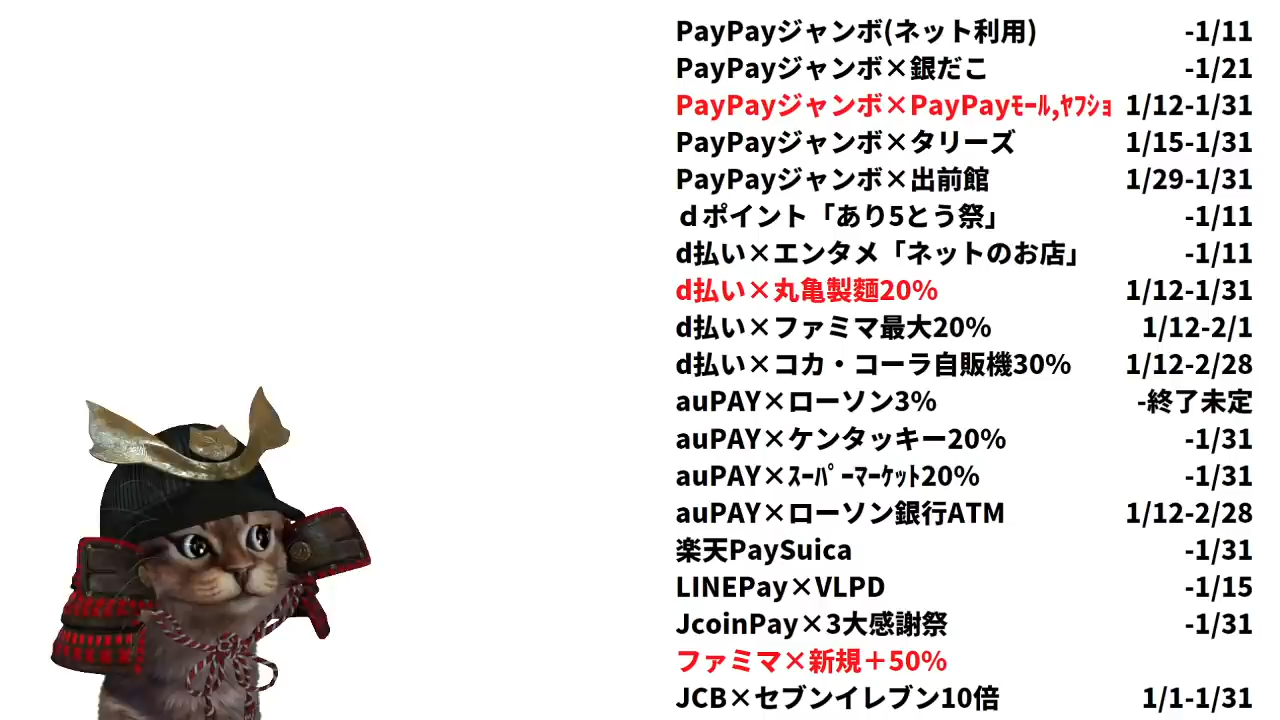 PayPayジャンボ(ネット利用) -1/11
PayPayジャンボ×銀だこ -1/21
PayPayジャンボ×PayPayﾓｰﾙ,ﾔﾌｼｮ 1/12-1/31
PayPayジャンボ×タリーズ 1/15-1/31
PayPayジャンボ×出前館 1/29-1/31
ｄポイント「あり5とう祭」 -1/11
d払い×エンタメ「ネットのお店」 -1/11
d払い×丸亀製麵20% 1/12-1/31
d払い×ファミマ最大20% 1/12-2/1
d払い×コカ・コーラ自販機30% 1/12-2/28
auPAY×ローソン3% -終了未定
auPAY×ケンタッキー20% -1/31
auPAY×ｽｰﾊﾟｰﾏｰｹｯﾄ20% -1/31
auPAY×ローソン銀行ATM 1/12-2/28
楽天PaySuica -1/31
LINEPay×VLPD -1/15
JcoinPay×3大感謝祭 -1/31
ファミマ×新規＋50%
JCB×セブンイレブン10倍 1/1-1/31